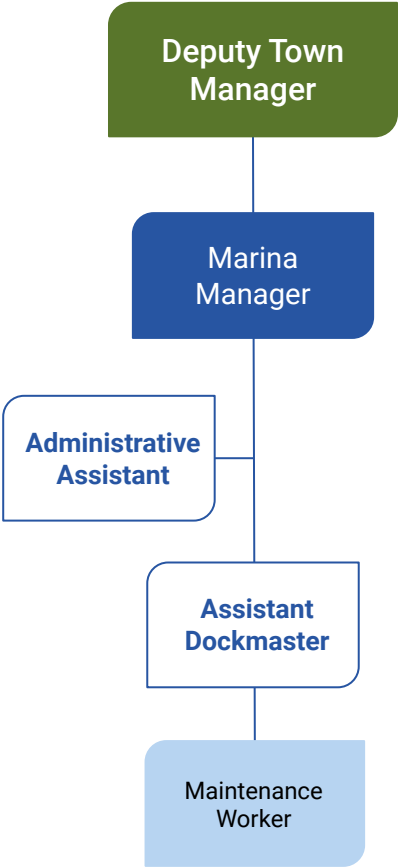 Deputy Town
Manager
Marina
Manager
Administrative
Assistant
Assistant
Dockmaster
Maintenance
Worker